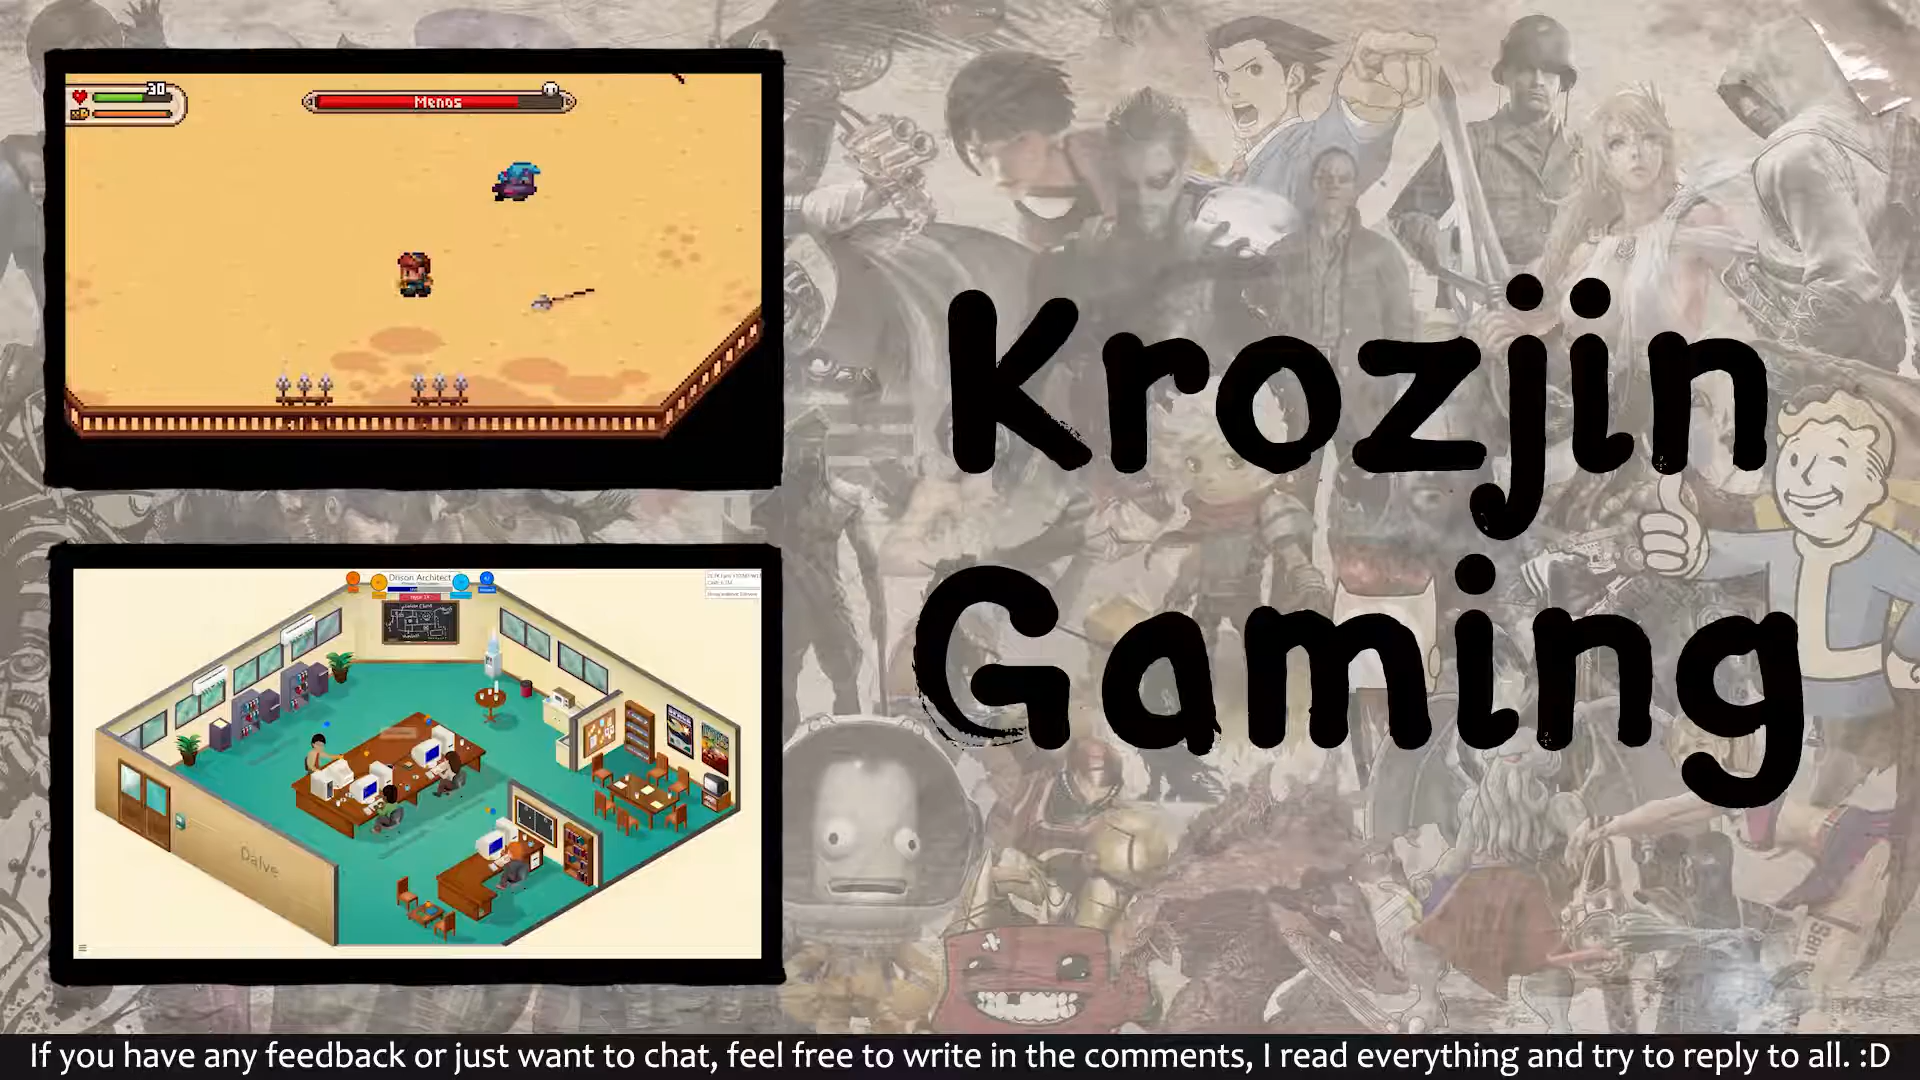 30
Menos
Krozjin
Gaming
Dalve
If you have any feedback or just want to chat, feel free to write in the comments, I read everything and try to reply to all. :D